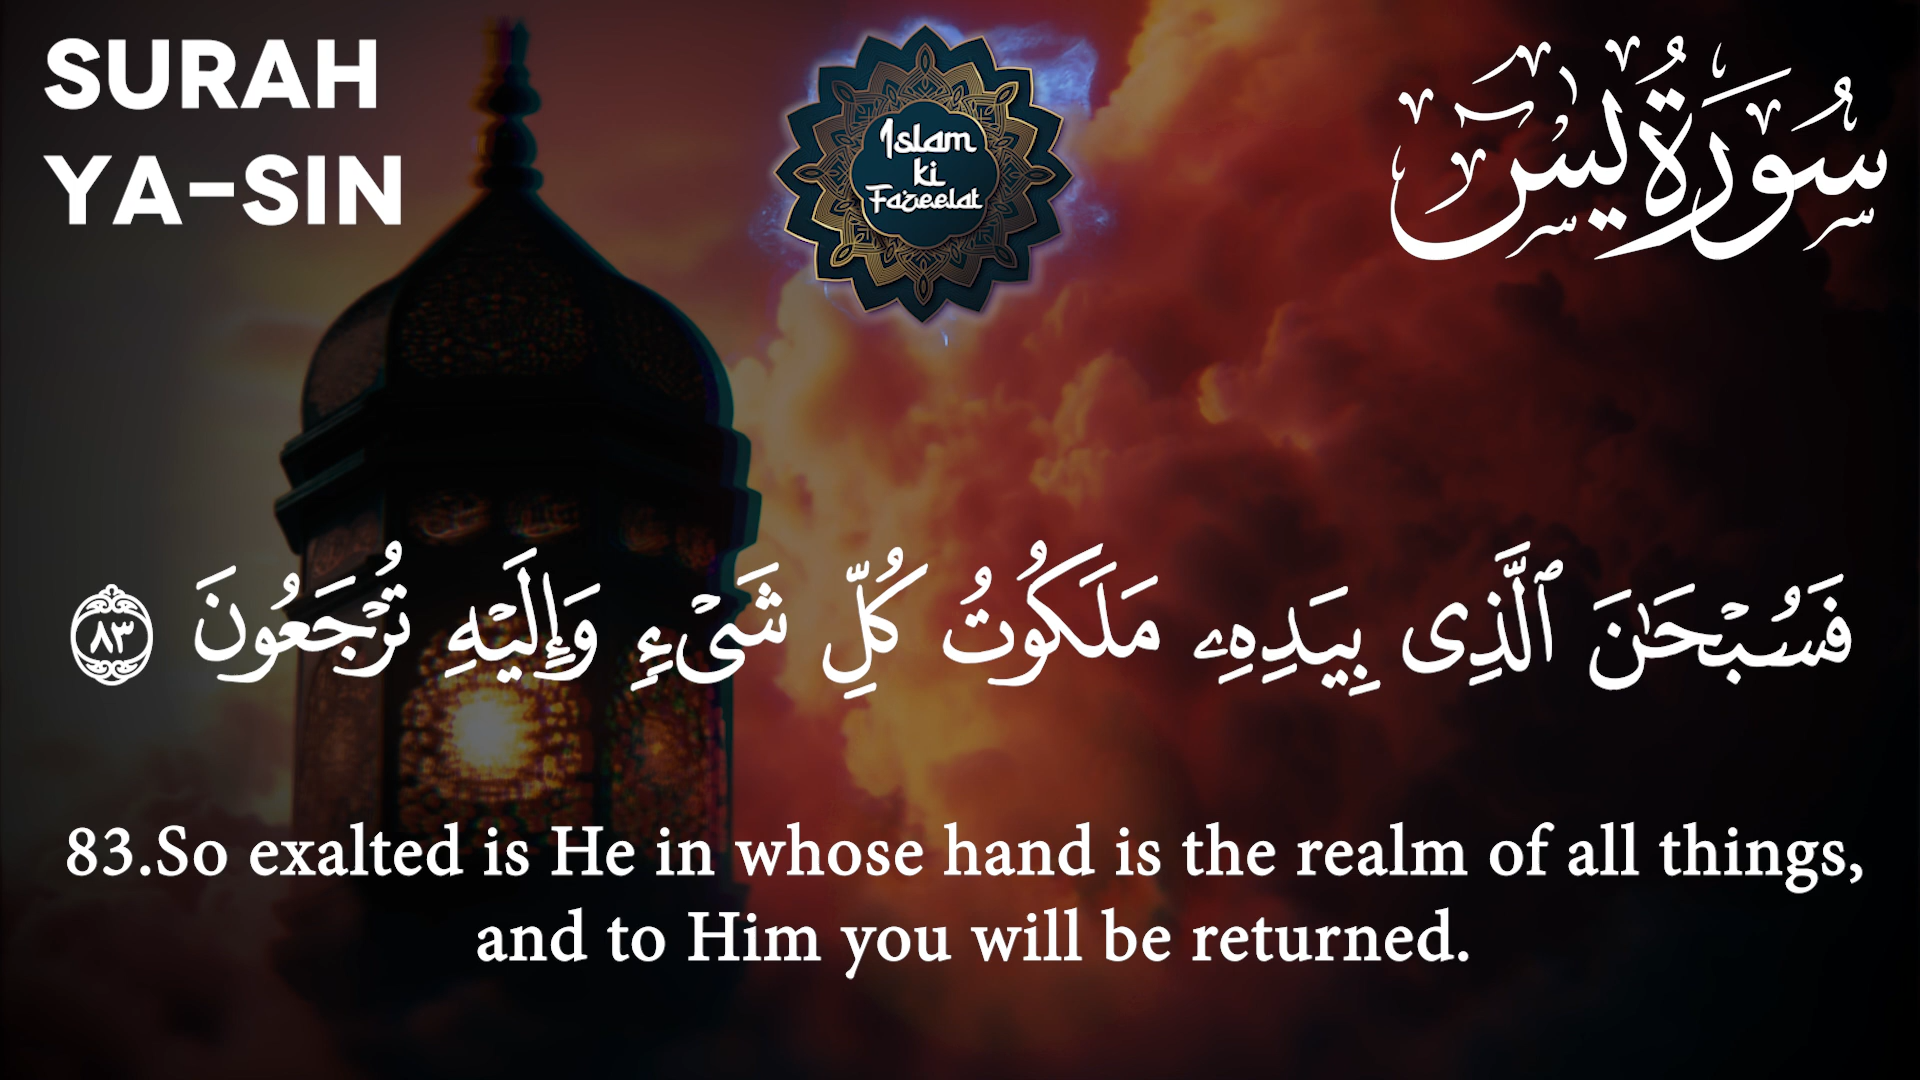 SURAH
YA-SIN
Islam
ki
Fazeelat
سُورَةُ يسٓ
فَسُبْحَـٰنَ ٱلَّذِى بِيَدِهِۦ مَلَكُوتُ كُلِّ شَىْءٍ وَإِلَيْهِ تُرْجَعُونَ ٨٣
83.So exalted is He in whose hand is the realm of all things,
and to Him you will be returned.